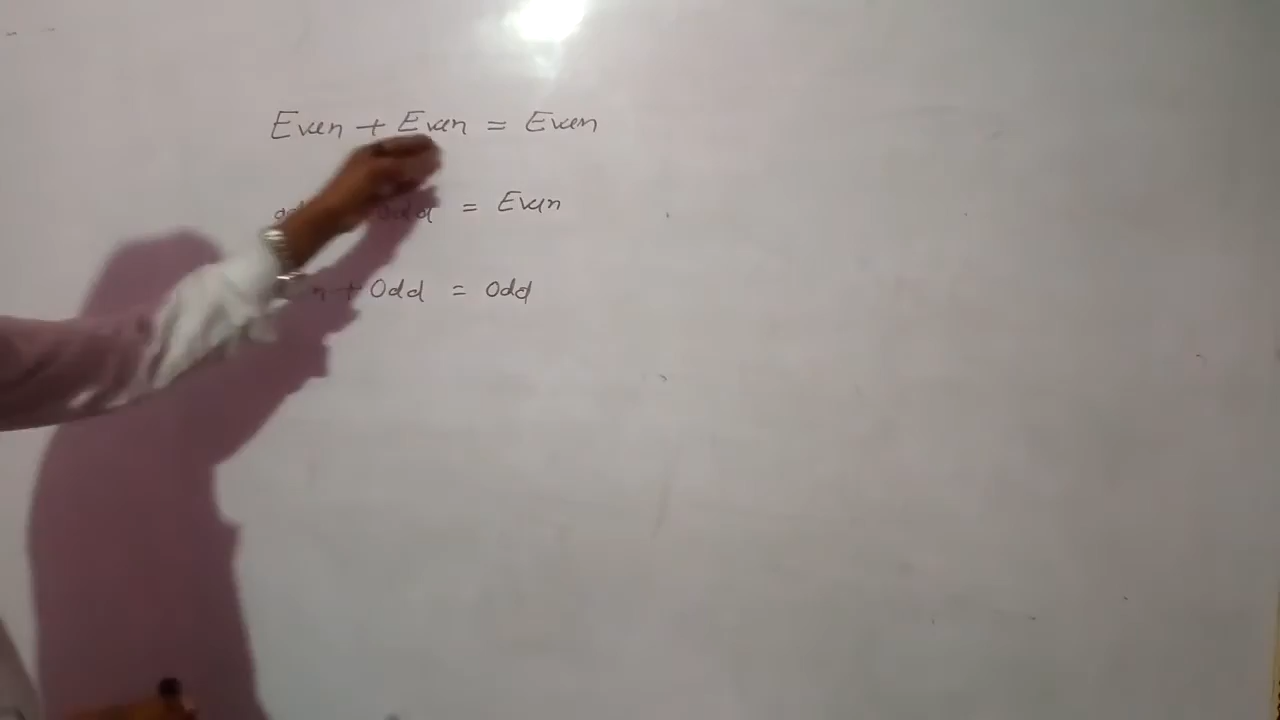 Even + Even = Even
Odd = Even
+ Odd = Odd